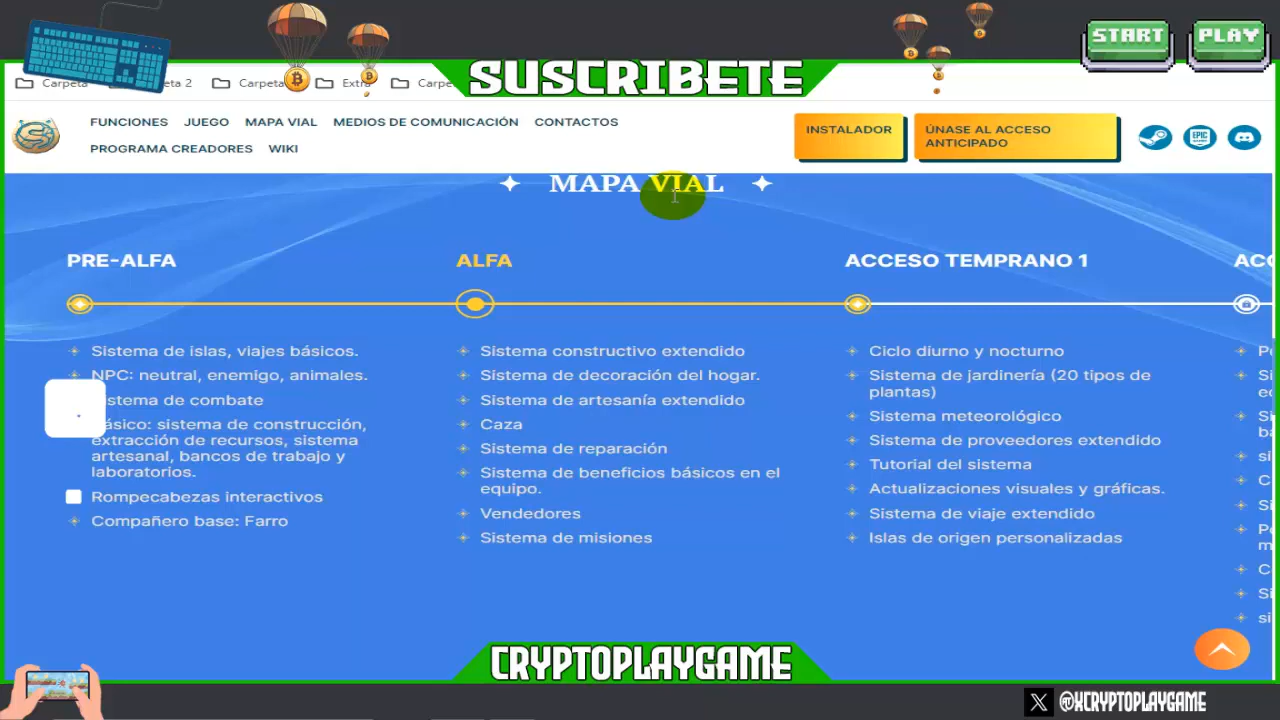 START PLAY
SUSCRIBETE
Carpeta
eta 2
Carpeta
Extra
Carpe
FUNCIONES JUEGO MAPA VIAL MEDIOS DE COMUNICACIÓN CONTACTOS
PROGRAMA CREADORES WIKI
INSTALADOR
ÚNASE AL ACCESO
ANTICIPADO
EPIC
GAMES
MAPA VIAL
PRE-ALFA
Sistema de islas, viajes básicos.
NPC: neutral, enemigo, animales.
istema de combate
ásico: sistema de construcción,
extracción de recursos, sistema
artesanal, bancos de trabajo y
laboratorios.
Rompecabezas interactivos
Compañero base: Farro
ALFA
Sistema constructivo extendido
Sistema de decoración del hogar.
Sistema de artesanía extendido
Caza
Sistema de reparación
Sistema de beneficios básicos en el
equipo.
Vendedores
Sistema de misiones
ACCESO TEMPRANO 1
Ciclo diurno y nocturno
Sistema de jardinería (20 tipos de
plantas)
Sistema meteorológico
Sistema de proveedores extendido
Tutorial del sistema
Actualizaciones visuales y gráficas.
Sistema de viaje extendido
Islas de origen personalizadas
ACC
CRYPTOPLAYGAME
X @XCRYPTOPLAYGAME